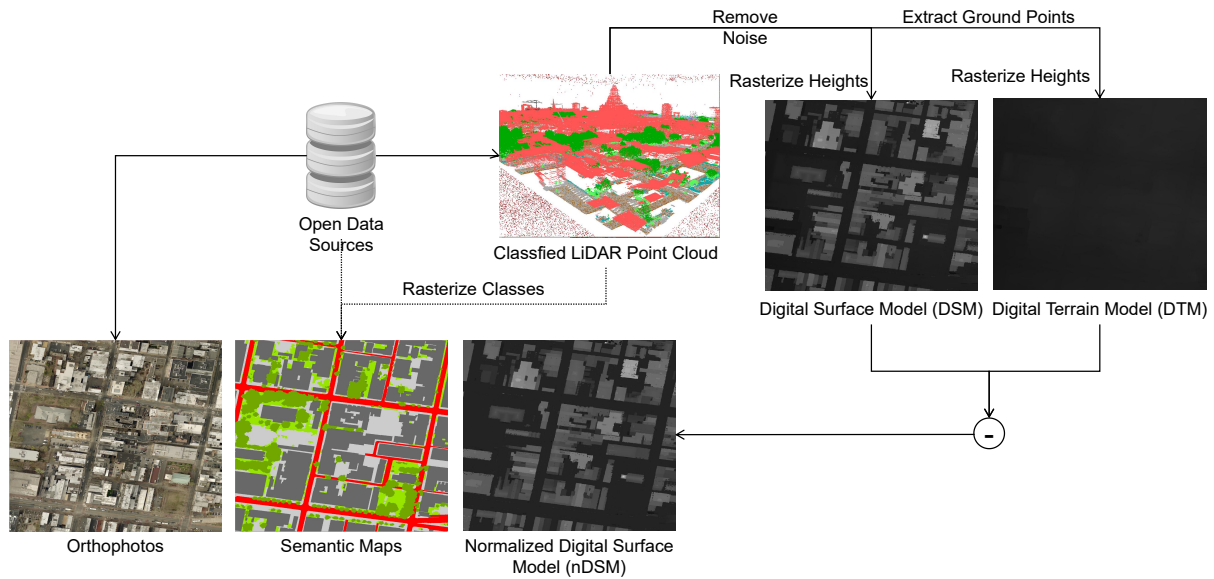 Remove
Noise
Extract Ground Points
Rasterize Heights
Rasterize Heights
Open Data
Sources
Classfied LiDAR Point Cloud
Rasterize Classes
Digital Surface Model (DSM)
Digital Terrain Model (DTM)
-
Orthophotos
Semantic Maps
Normalized Digital Surface
Model (nDSM)